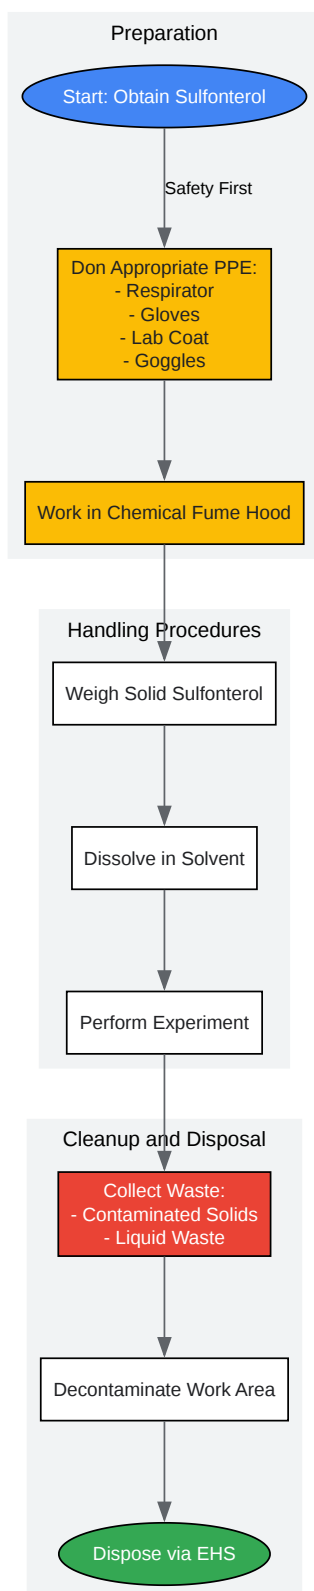 Preparation
Start: Obtain Sulfonterol
Safety First
Don Appropriate PPE:
- Respirator
- Gloves
- Lab Coat
- Goggles
Work in Chemical Fume Hood
Handling Procedures
Weigh Solid Sulfonterol
Dissolve in Solvent
Perform Experiment
Cleanup and Disposal
Collect Waste:
- Contaminated Solids
- Liquid Waste
Decontaminate Work Area
Dispose via EHS